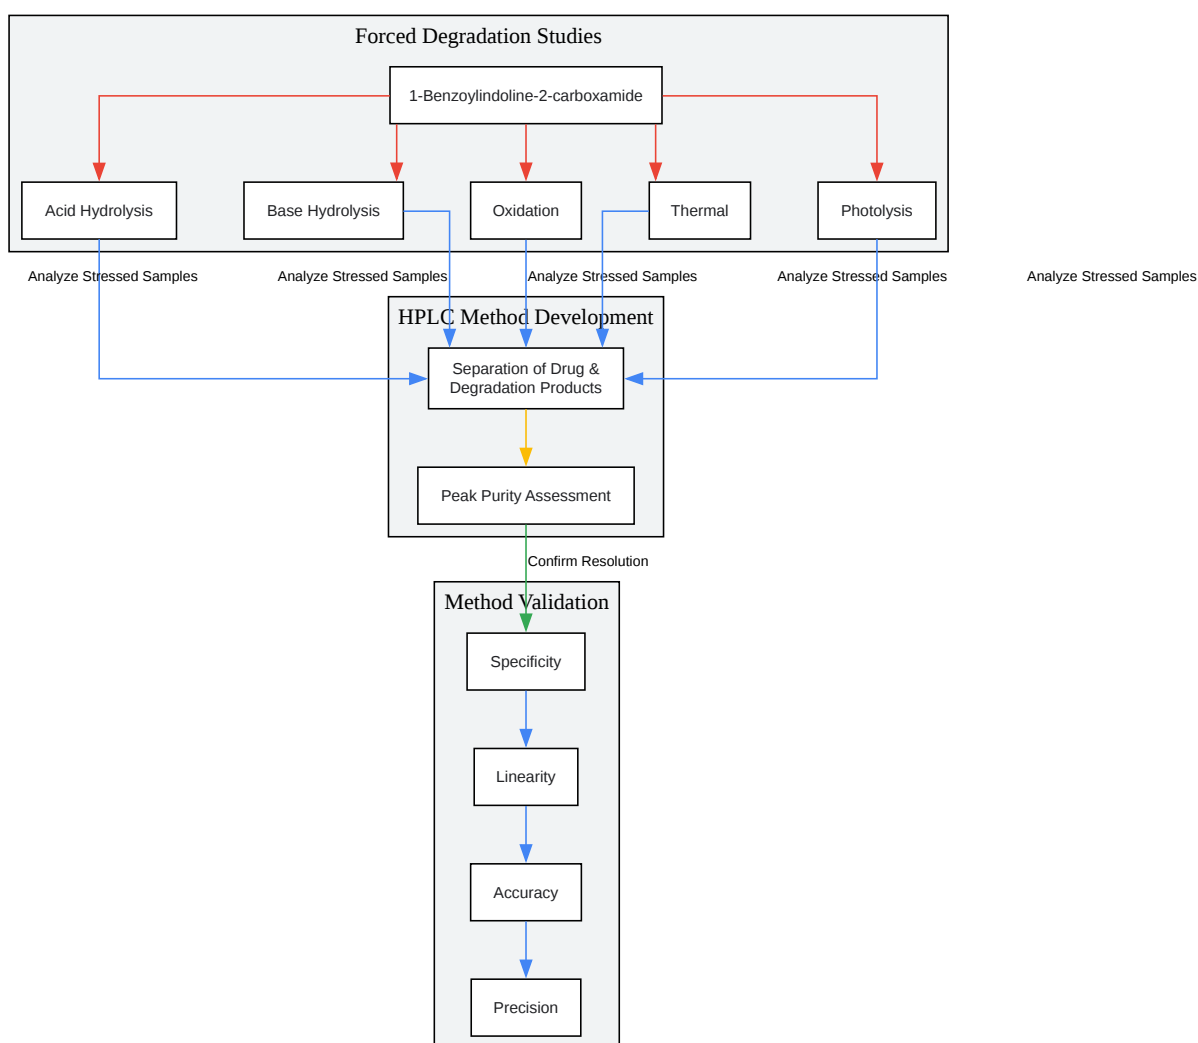 Forced Degradation Studies
1-Benzoylindoline-2-carboxamide
Acid Hydrolysis
Base Hydrolysis
Oxidation
Thermal
Photolysis
Analyze Stressed Samples
Analyze Stressed Samples
Analyze Stressed Samples
Analyze Stressed Samples
Analyze Stressed Samples
HPLC Method Development
Separation of Drug &
Degradation Products
Peak Purity Assessment
Confirm Resolution
Method Validation
Specificity
Linearity
Accuracy
Precision